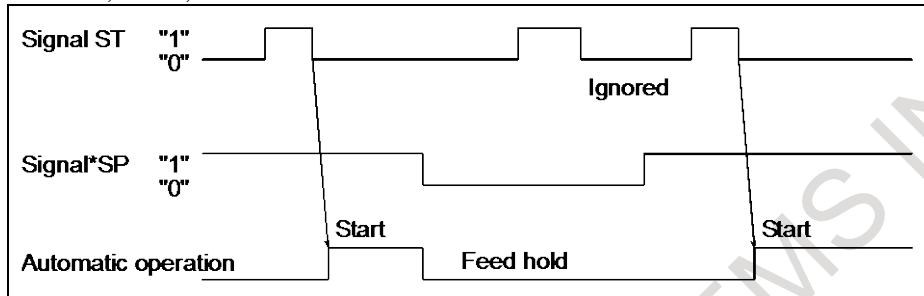 Signal ST "1"
"0"
Ignored
Signal*SP "1"
"0"
Start Start
Automatic operation Feed hold